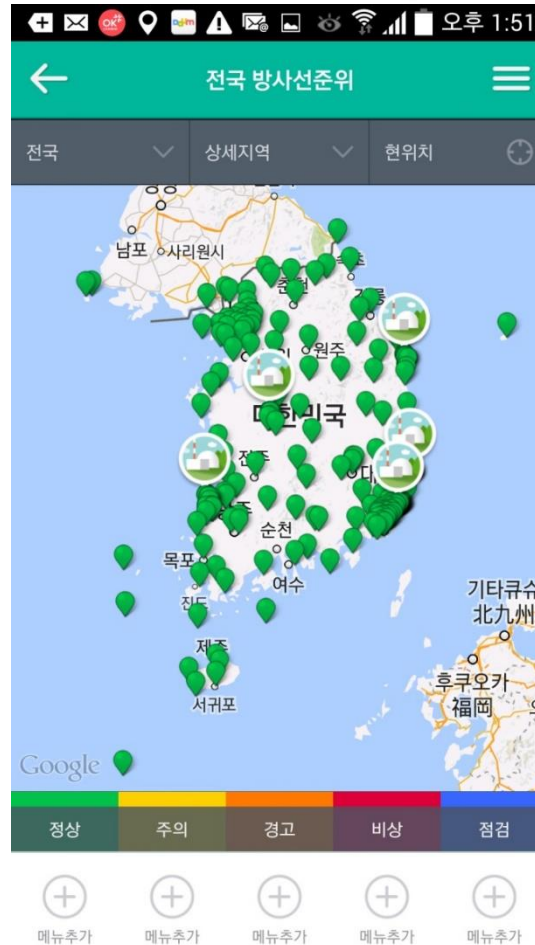 오후 1:51
전국 방사선준위
전국
상세지역
현위치
남포
사리원시
춘천
원주
대한민국
전주
순천
목포
여수
진도
제주
서귀포
기타큐슈
北九州
후쿠오카
福岡
Google
정상
주의
경고
비상
점검
메뉴추가
메뉴추가
메뉴추가
메뉴추가
메뉴추가